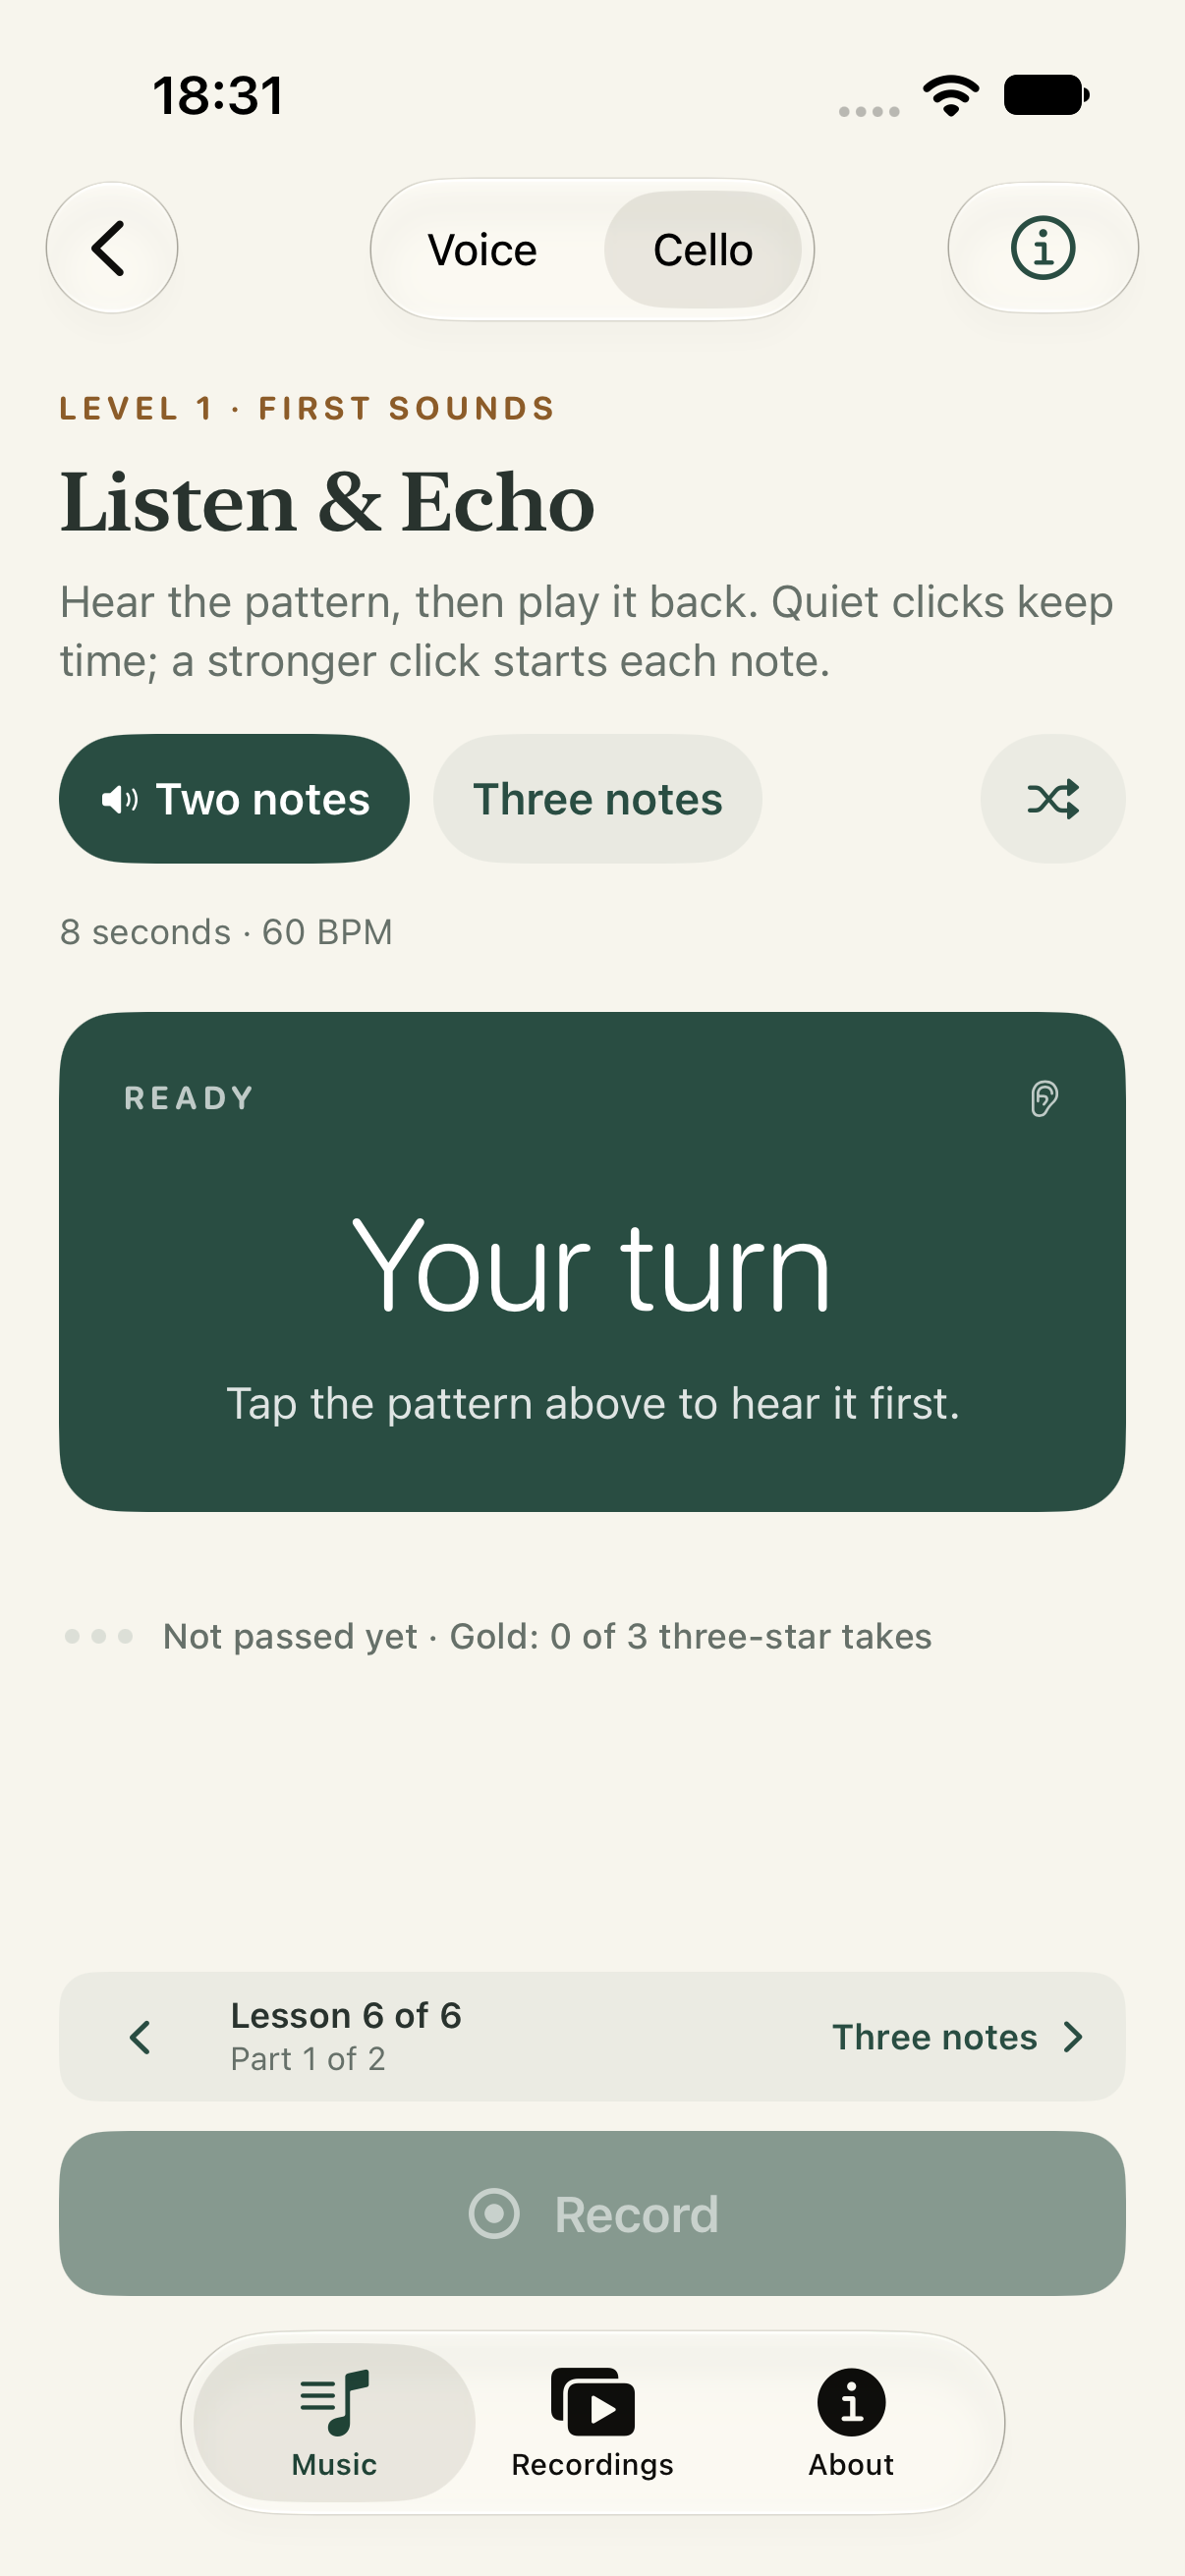 18:31
Voice
Cello
LEVEL 1 · FIRST SOUNDS
Listen & Echo
Hear the pattern, then play it back. Quiet clicks keep
time; a stronger click starts each note.
Two notes
Three notes
8 seconds · 60 BPM
READY
Your turn
Tap the pattern above to hear it first.
Not passed yet · Gold: 0 of 3 three-star takes
Lesson 6 of 6
Part 1 of 2
Three notes
Record
Music
Recordings
About